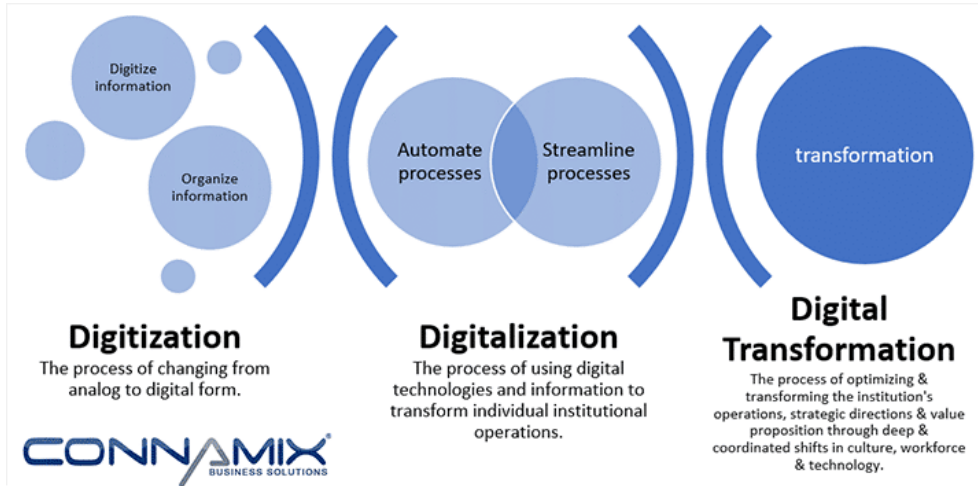 Digitize
information
Organize
information
Automate
processes
Streamline
processes
transformation
Digitization
The process of changing from
analog to digital form.
Digitalization
The process of using digital
technologies and information to
transform individual institutional
operations.
Digital
Transformation
The process of optimizing &
transforming the institution's
operations, strategic directions & value
proposition through deep &
coordinated shifts in culture, workforce
& technology.
CONNAMIX®
BUSINESS SOLUTIONS